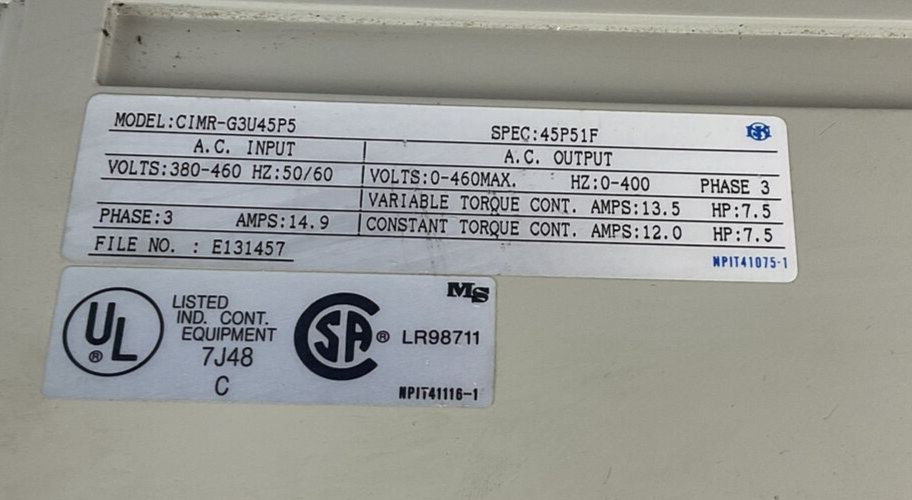 MODEL:CIMR-G3U45P5 SPEC:45P51F
A.C. INPUT A.C. OUTPUT
VOLTS:380-460 HZ:50/60 VOLTS:0-460MAX. HZ:0-400 PHASE 3
VARIABLE TORQUE CONT. AMPS:13.5 HP:7.5
PHASE:3 AMPS:14.9 CONSTANT TORQUE CONT. AMPS:12.0 HP:7.5
FILE NO. : E131457
NPIT41075-1
MS
UL ®
LISTED
IND. CONT.
EQUIPMENT
7J48
C
CSA ® LR98711
NPIT41116-1